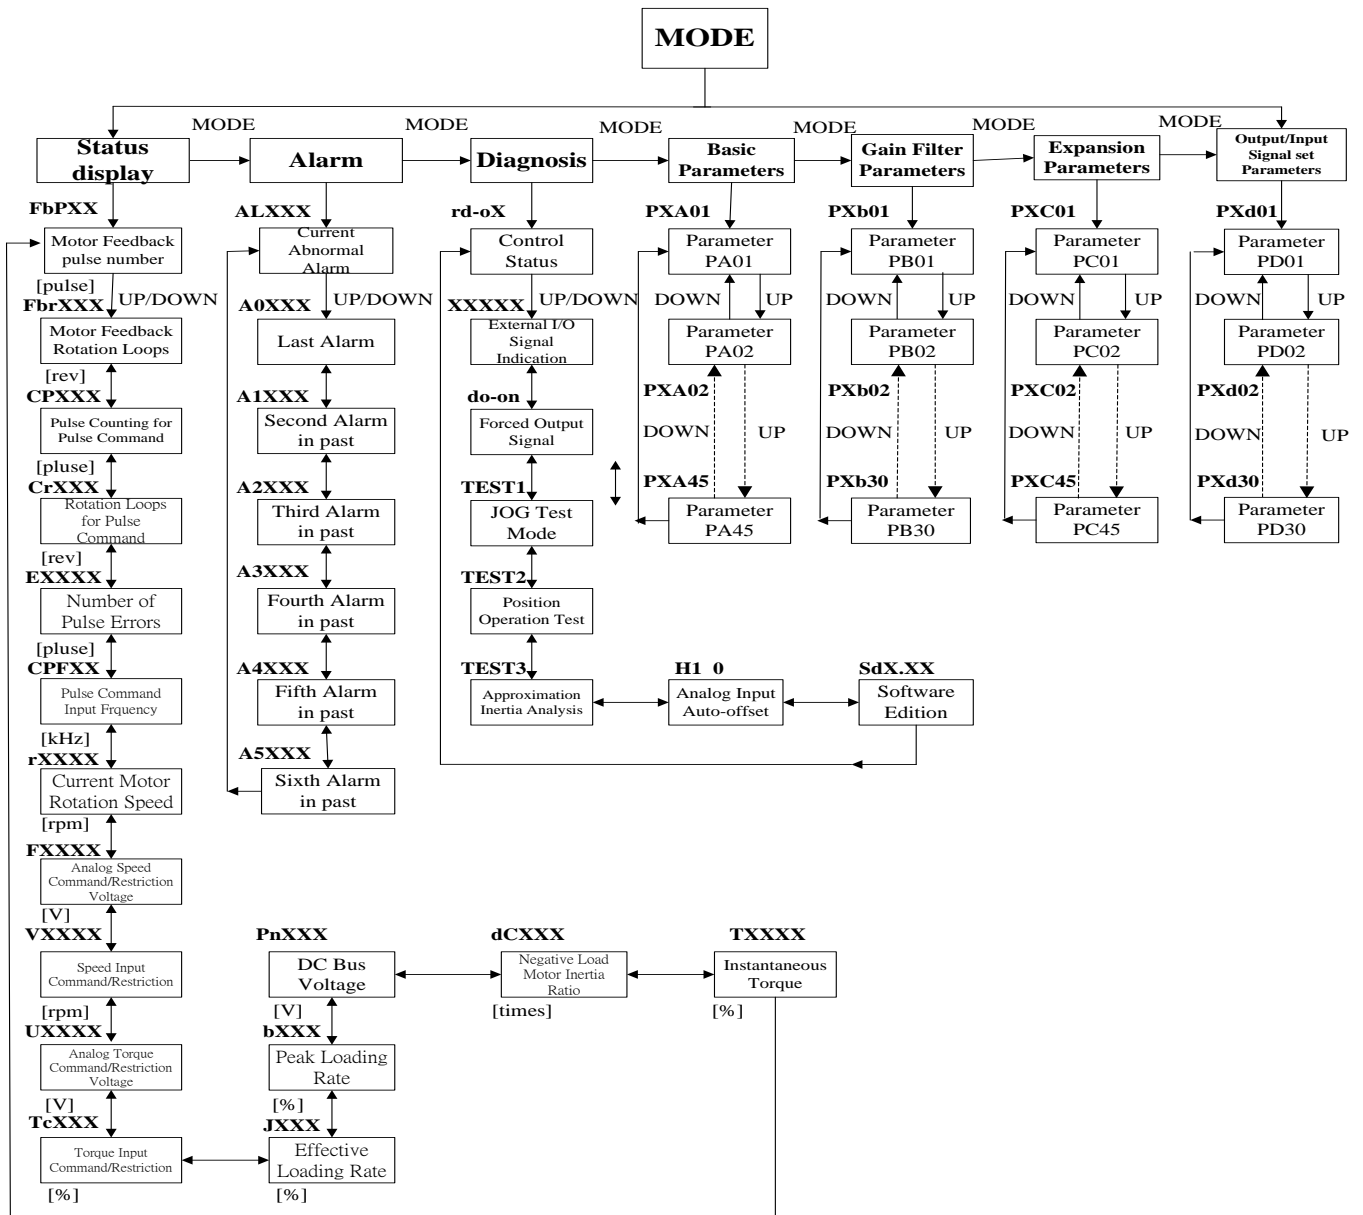 MODE
MODE
MODE
MODE
MODE
MODE
MODE
Status
display
Alarm
Diagnosis
Basic
Parameters
Gain Filter
Parameters
Expansion
Parameters
Output/Input
Signal set
Parameters
FbPXX
Motor Feedback
pulse number
[pulse]
FbrXXX
UP/DOWN
Motor Feedback
Rotation Loops
[rev]
CPXXX
Pulse Counting for
Pulse Command
[pluse]
CrXXX
Rotation Loops
for Pulse
Command
[rev]
EXXXX
Number of
Pulse Errors
[pluse]
CPFXX
Pulse Command
Input Frquency
[kHz]
rXXXX
Current Motor
Rotation Speed
[rpm]
FXXXX
Analog Speed
Command/Restriction
Voltage
[V]
VXXXX
Speed Input
Command/Restriction
[rpm]
UXXXX
Analog Torque
Command/Restriction
Voltage
[V]
TcXXX
Torque Input
Command/Restriction
[%]
JXXX
Effective
Loading Rate
[%]
bXXX
Peak Loading
Rate
[%]
PnXXX
DC Bus
Voltage
[V]
dCXXX
Negative Load
Motor Inertia
Ratio
[times]
TXXXX
Instantaneous
Torque
[%]
ALXXX
Current
Abnormal
Alarm
A0XXX
UP/DOWN
Last Alarm
A1XXX
Second Alarm
in past
A2XXX
Third Alarm
in past
A3XXX
Fourth Alarm
in past
A4XXX
Fifth Alarm
in past
A5XXX
Sixth Alarm
in past
rd-oX
Control
Status
XXXXX
UP/DOWN
External I/O
Signal
Indication
do-on
Forced Output
Signal
TEST1
JOG Test
Mode
TEST2
Position
Operation Test
TEST3
Approximation
Inertia Analysis
H1 0
Analog Input
Auto-offset
SdX.XX
Software
Edition
PXA01
Parameter
PA01
DOWN
UP
Parameter
PA02
PXA02
DOWN
UP
PXA45
Parameter
PA45
PXb01
Parameter
PB01
DOWN
UP
Parameter
PB02
PXb02
DOWN
UP
PXb30
Parameter
PB30
PXC01
Parameter
PC01
DOWN
UP
Parameter
PC02
PXC02
DOWN
UP
PXC45
Parameter
PC45
PXd01
Parameter
PD01
DOWN
UP
Parameter
PD02
PXd02
DOWN
UP
PXd30
Parameter
PD30